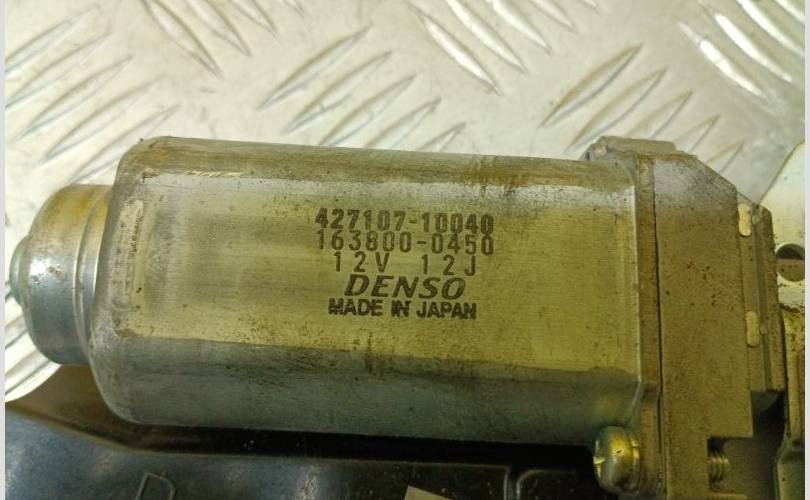 427107-10040
163800-0450
12V 12J
DENSO
MADE IN JAPAN